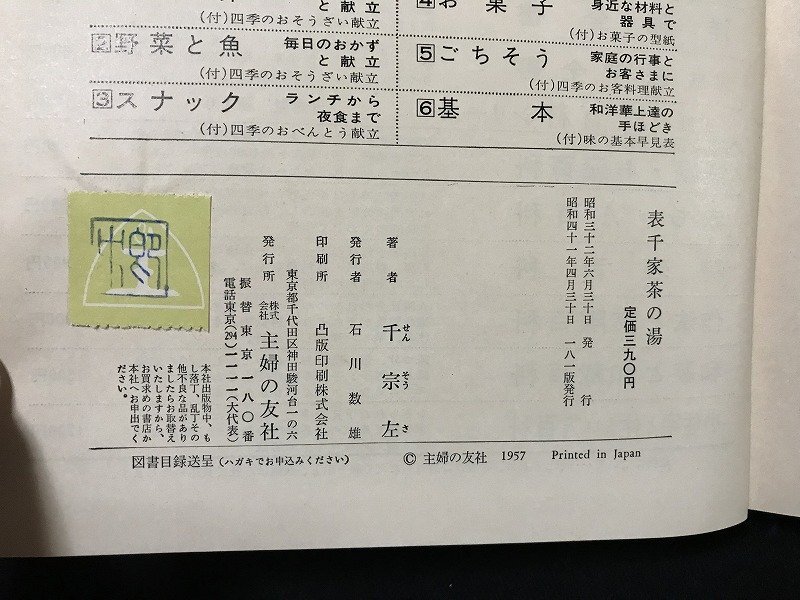 と献立
(付)四季のおそうざい献立
2 野菜と魚 毎日のおかず
と献立
(付)四季のおそうざい献立
3 スナック ランチから
夜食まで
(付)四季のおべんとう献立
4 お菓子 身近な材料と
器具で
(付)お菓子の型紙
5 ごちそう 家庭の行事と
お客さまに
(付)四季のお客料理献立
6 基本 和洋華上達の
手ほどき
(付)味の基本早見表
表千家茶の湯
定価三九〇円
昭和三十二年六月三十日 発行
昭和四十一年四月三十日 一八一版発行
著者 千宗左
せんそうさ
発行者 石川数雄
印刷所 凸版印刷株式会社
東京都千代田区神田駿河台一の六
発行所 株式会社 主婦の友社
振替東京一八〇番
電話東京(294)一一一一(大代表)
本社出版物中、も
し落丁、乱丁その
他不良な品があり
ましたらお取替え
いたしますから、
お買求めの書店か
本社へお申出でく
ださい。
図書目録送呈(ハガキでお申込みください)
© 主婦の友社 1957 Printed in Japan